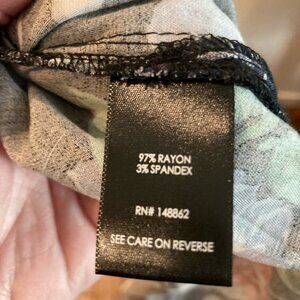 97% RAYON
3% SPANDEX
RN# 148862
SEE CARE ON REVERSE